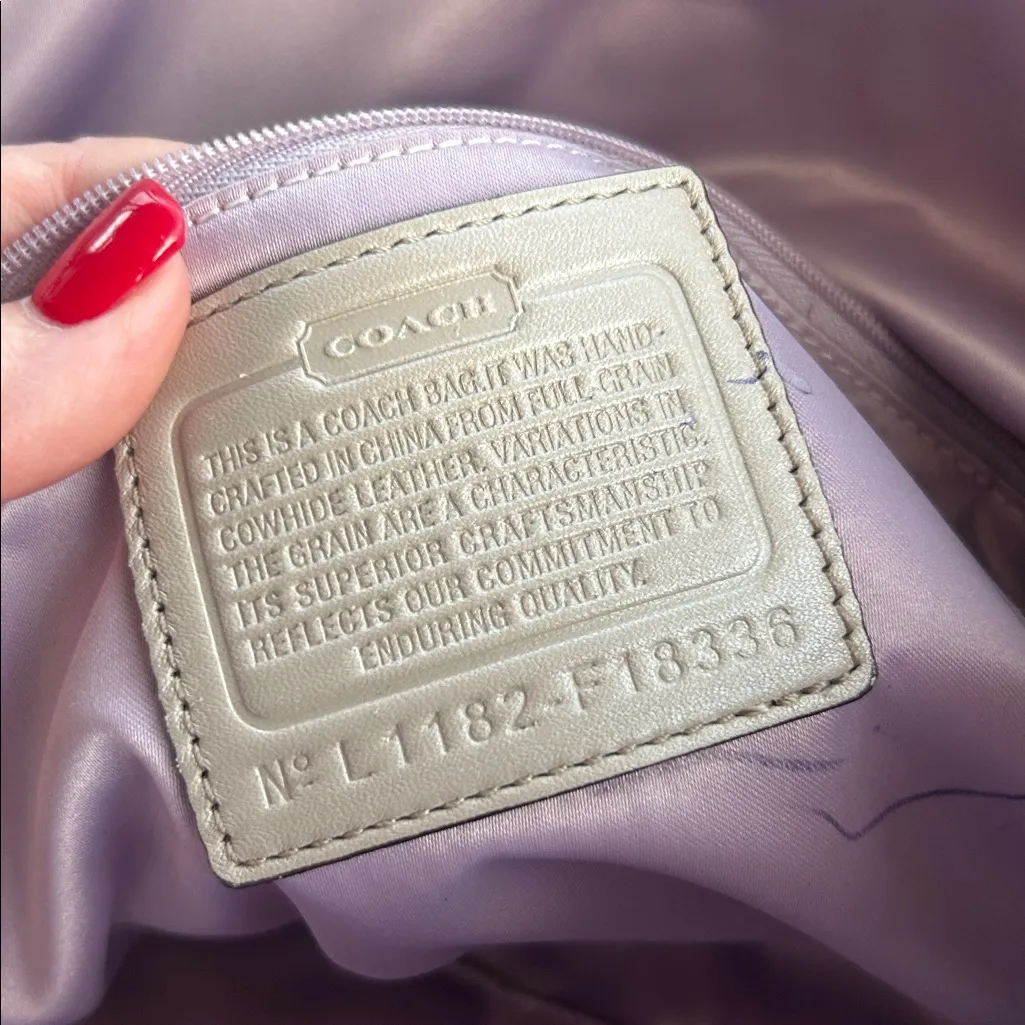 COACH
THIS IS A COACH BAG.IT WAS HAND-
CRAFTED IN CHINA FROM FULL-GRAIN
COWHIDE LEATHER. VARIATIONS IN
THE GRAIN ARE A CHARACTERISTIC.
ITS SUPERIOR CRAFTSMANSHIP
REFLECTS OUR COMMITMENT TO
ENDURING QUALITY.
Nº L1182-F18336